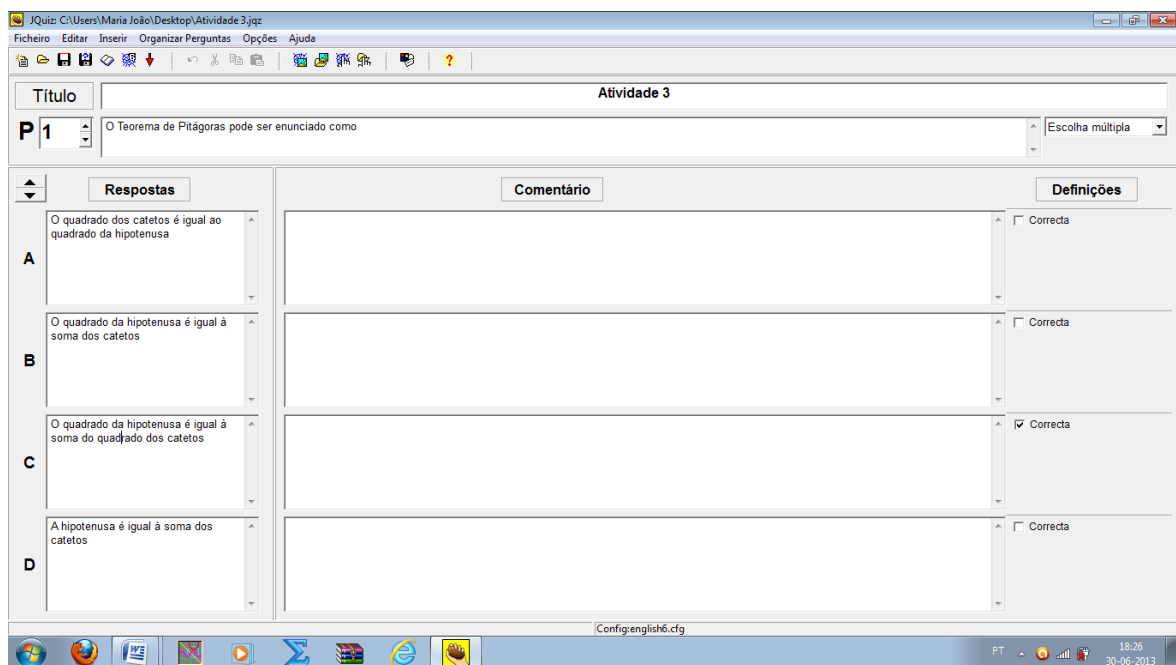 JQuiz: C:\Users\Maria João\Desktop\Atividade 3.jqz
Ficheiro Editar Inserir Organizar Perguntas Opções Ajuda
Título
Atividade 3
P 1
O Teorema de Pitágoras pode ser enunciado como
Escolha múltipla
Respostas
Comentário
Definições
A
O quadrado dos catetos é igual ao
quadrado da hipotenusa
Correcta
B
O quadrado da hipotenusa é igual à
soma dos catetos
Correcta
C
O quadrado da hipotenusa é igual à
soma do quadrado dos catetos
Correcta
D
A hipotenusa é igual à soma dos
catetos
Correcta
Config:english6.cfg
PT
18:26
30-06-2013